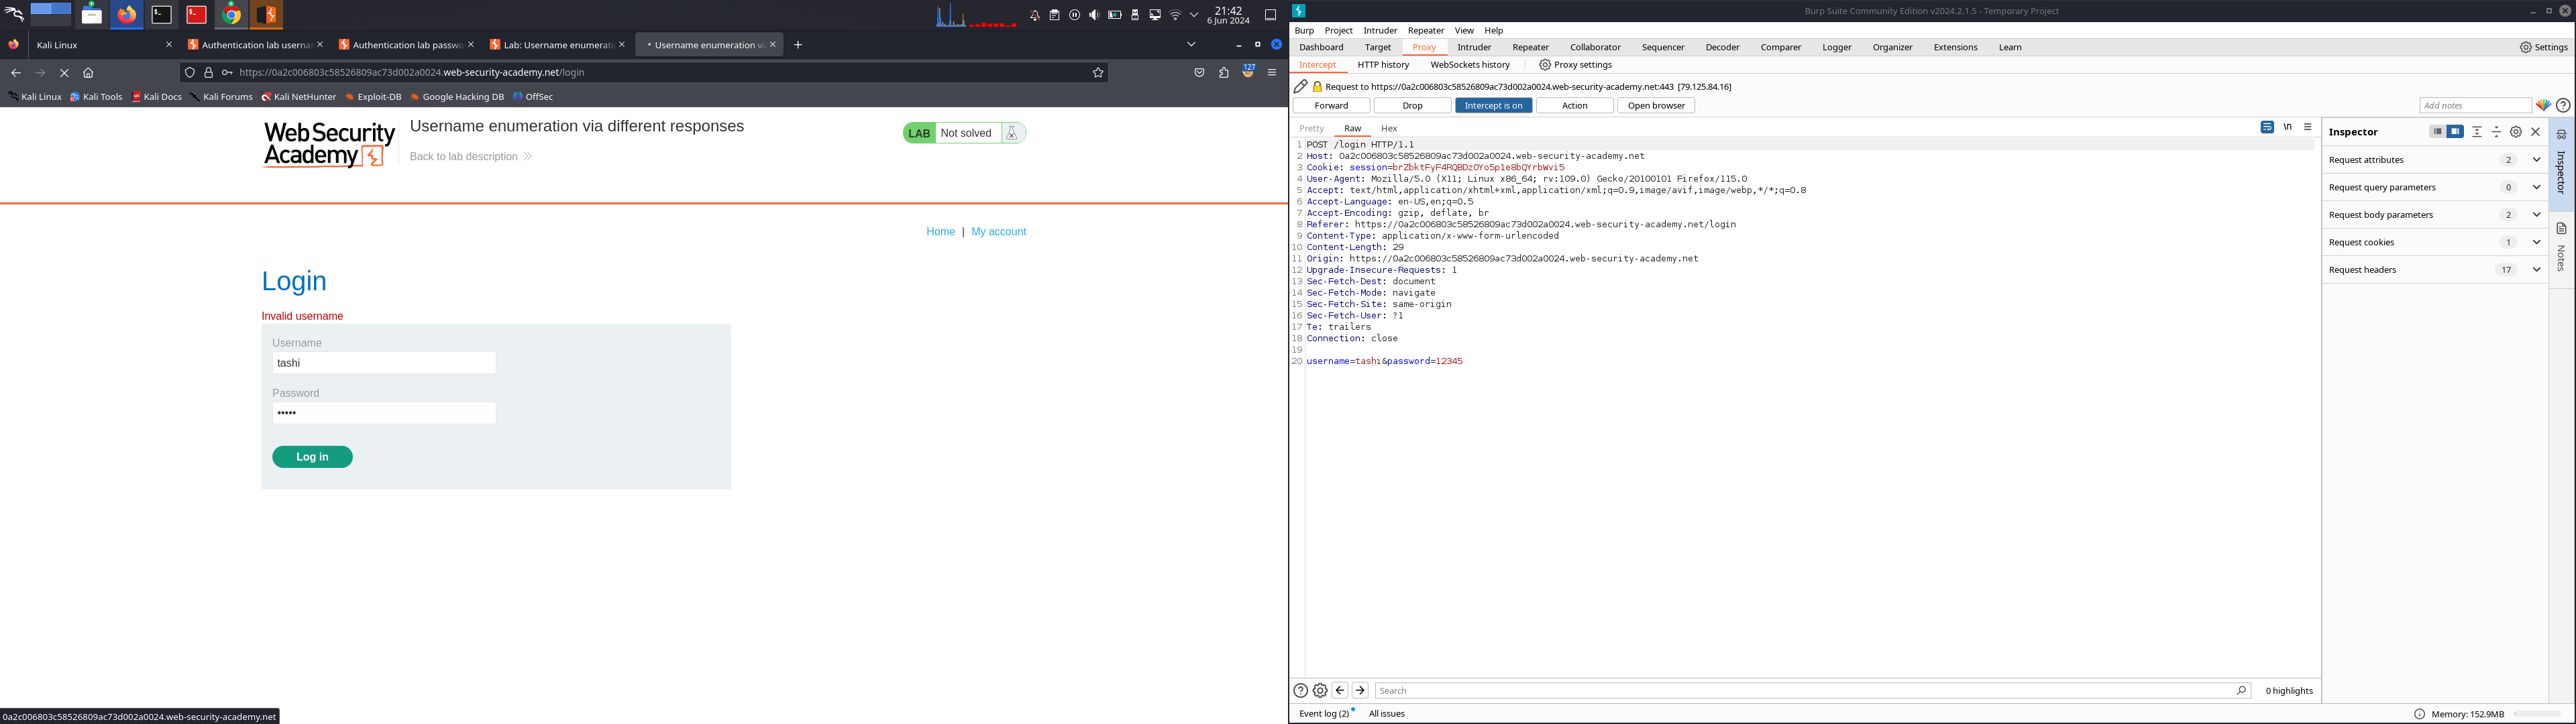 21:42
6 Jun 2024
Kali Linux
Authentication lab userna
Authentication lab passwo
Lab: Username enumerati
Username enumeration vi
https://0a2c006803c58526809ac73d002a0024.web-security-academy.net/login
127
Kali Linux
Kali Tools
Kali Docs
Kali Forums
Kali NetHunter
Exploit-DB
Google Hacking DB
OffSec
WebSecurity
Academy
Username enumeration via different responses
Back to lab description
LAB
Not solved
Home | My account
Login
Invalid username
Username
tashi
Password
•••••
Log in
0a2c006803c58526809ac73d002a0024.web-security-academy.net
Burp Suite Community Edition v2024.2.1.5 - Temporary Project
Burp Project Intruder Repeater View Help
Dashboard Target Proxy Intruder Repeater Collaborator Sequencer Decoder Comparer Logger Organizer Extensions Learn
Settings
Intercept HTTP history WebSockets history Proxy settings
Request to https://0a2c006803c58526809ac73d002a0024.web-security-academy.net:443 [79.125.84.16]
Forward Drop Intercept is on Action Open browser
Add notes
Pretty Raw Hex
\n
1 POST /login HTTP/1.1
2 Host: 0a2c006803c58526809ac73d002a0024.web-security-academy.net
3 Cookie: session=brZbktFyF4RQBDzOYo5p1e8bQYrbWvi5
4 User-Agent: Mozilla/5.0 (X11; Linux x86_64; rv:109.0) Gecko/20100101 Firefox/115.0
5 Accept: text/html,application/xhtml+xml,application/xml;q=0.9,image/avif,image/webp,*/*;q=0.8
6 Accept-Language: en-US,en;q=0.5
7 Accept-Encoding: gzip, deflate, br
8 Referer: https://0a2c006803c58526809ac73d002a0024.web-security-academy.net/login
9 Content-Type: application/x-www-form-urlencoded
10 Content-Length: 29
11 Origin: https://0a2c006803c58526809ac73d002a0024.web-security-academy.net
12 Upgrade-Insecure-Requests: 1
13 Sec-Fetch-Dest: document
14 Sec-Fetch-Mode: navigate
15 Sec-Fetch-Site: same-origin
16 Sec-Fetch-User: ?1
17 Te: trailers
18 Connection: close
19
20 username=tashi&password=12345
Inspector
Request attributes 2
Request query parameters 0
Request body parameters 2
Request cookies 1
Request headers 17
Inspector
Notes
Search
0 highlights
Event log (2) All issues
Memory: 152.9MB